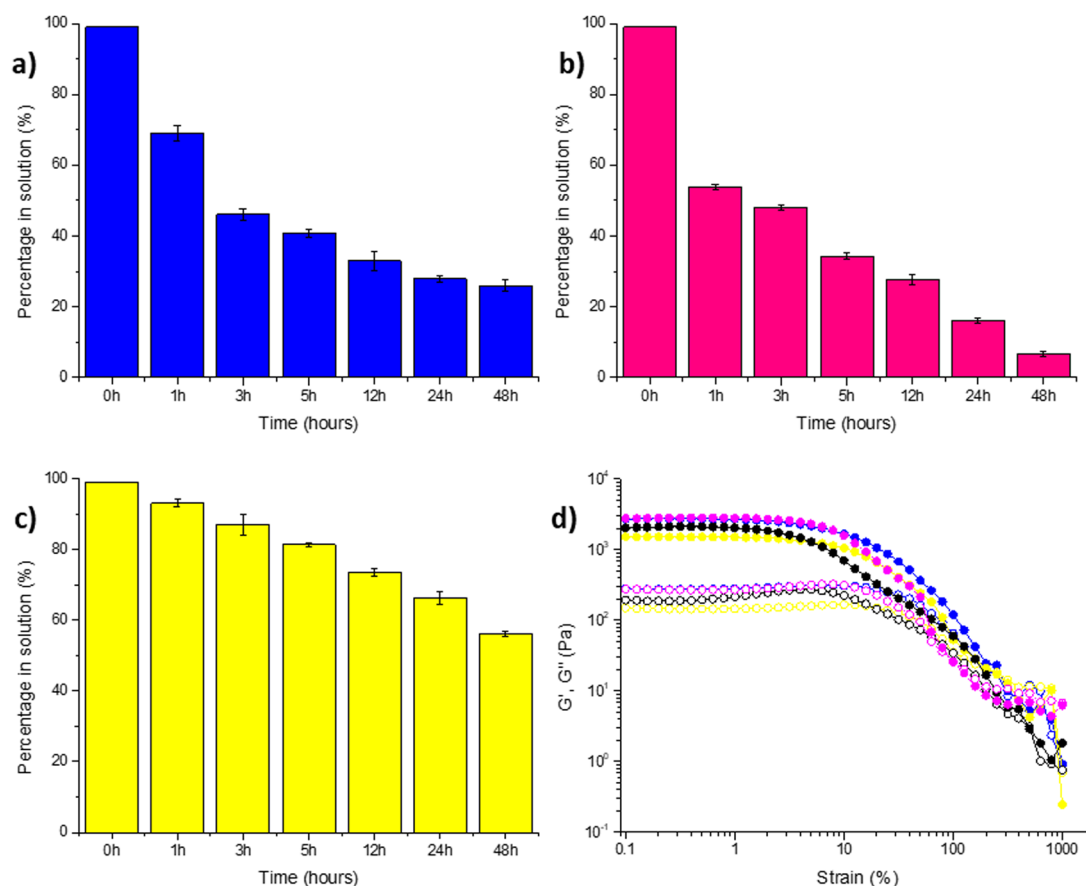 a)
Percentage in solution (%)
100
80
60
40
20
0
0h 1h 3h 5h 12h 24h 48h
Time (hours)
b)
Percentage in solution (%)
100
80
60
40
20
0
0h 1h 3h 5h 12h 24h 48h
Time (hours)
c)
Percentage in solution (%)
100
80
60
40
20
0
0h 1h 3h 5h 12h 24h 48h
Time (hours)
d)
G', G'' (Pa)
10⁴
10³
10²
10¹
10⁰
10⁻¹
0.1 1 10 100 1000
Strain (%)